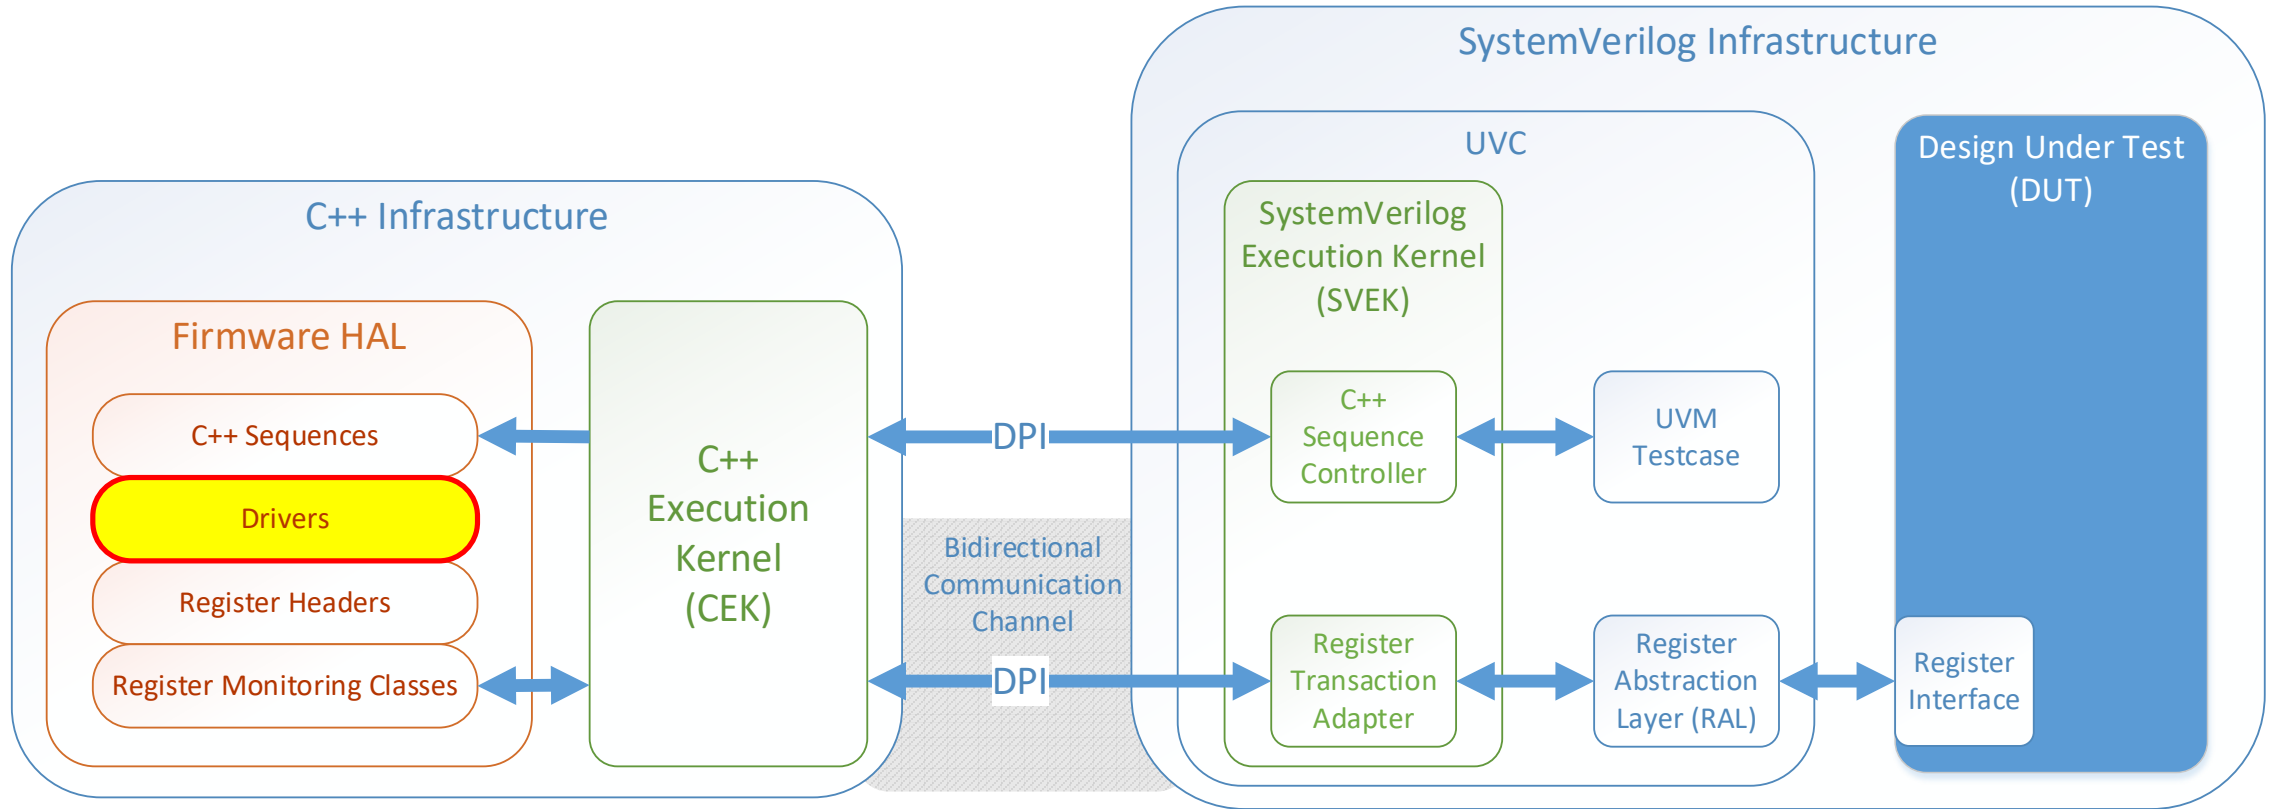 SystemVerilog Infrastructure
UVC
Design Under Test
(DUT)
C++ Infrastructure
SystemVerilog
Execution Kernel
(SVEK)
Firmware HAL
C++ Sequences
Drivers
Register Headers
Register Monitoring Classes
C++
Execution
Kernel
(CEK)
DPI
Bidirectional
Communication
Channel
DPI
C++
Sequence
Controller
UVM
Testcase
Register
Transaction
Adapter
Register
Abstraction
Layer (RAL)
Register
Interface